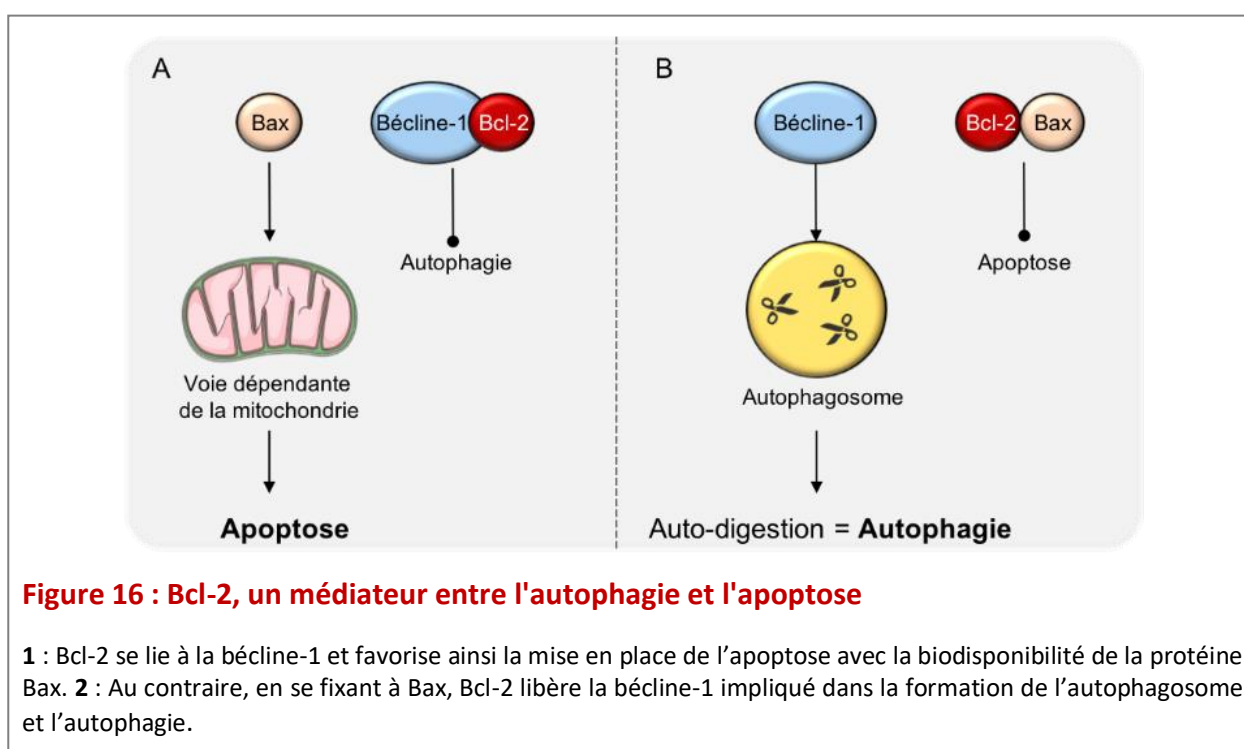 A
B
Bax
Bécline-1
Bcl-2
Bécline-1
Bcl-2
Bax
Autophagie
Apoptose
Voie dépendante
de la mitochondrie
Autophagosome
Apoptose
Auto-digestion = Autophagie
Figure 16 : Bcl-2, un médiateur entre l'autophagie et l'apoptose
1 : Bcl-2 se lie à la bécline-1 et favorise ainsi la mise en place de l’apoptose avec la biodisponibilité de la protéine
Bax. 2 : Au contraire, en se fixant à Bax, Bcl-2 libère la bécline-1 impliqué dans la formation de l’autophagosome
et l’autophagie.